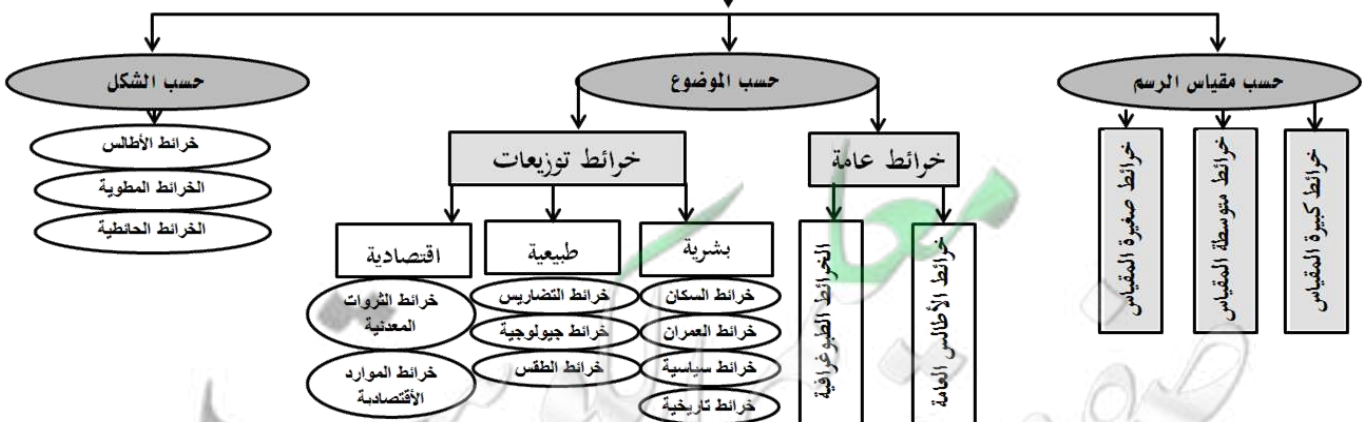 حسب مقياس الرسم
خرائط كبيرة المقياس
خرائط متوسطة المقياس
خرائط صغيرة المقياس
حسب الموضوع
خرائط عامة
خرائط الأطالس العامة
الخرائط الطبوغرافية
خرائط توزيعات
بشرية
خرائط السكان
خرائط العمران
خرائط سياسية
خرائط تاريخية
طبيعية
خرائط التضاريس
خرائط جيولوجية
خرائط الطقس
اقتصادية
خرائط الثروات
المعدنية
خرائط الموارد
الأقتصادية
حسب الشكل
خرائط الأطالس
الخرائط المطوية
الخرائط الحائطية
معا